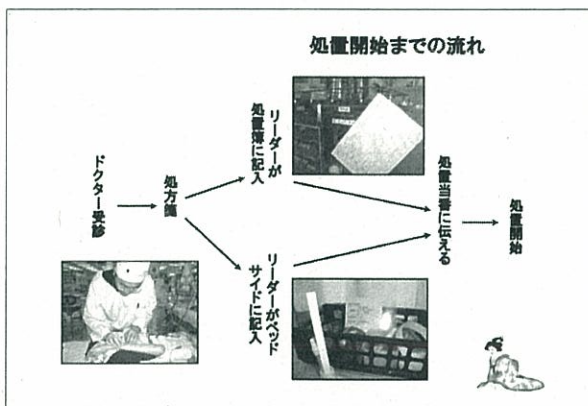 処置開始までの流れ
ドクター受診
処方箋
リーダーが
処置簿に記入
リーダーがベッド
サイドに記入
処置当番に伝える
処置開始